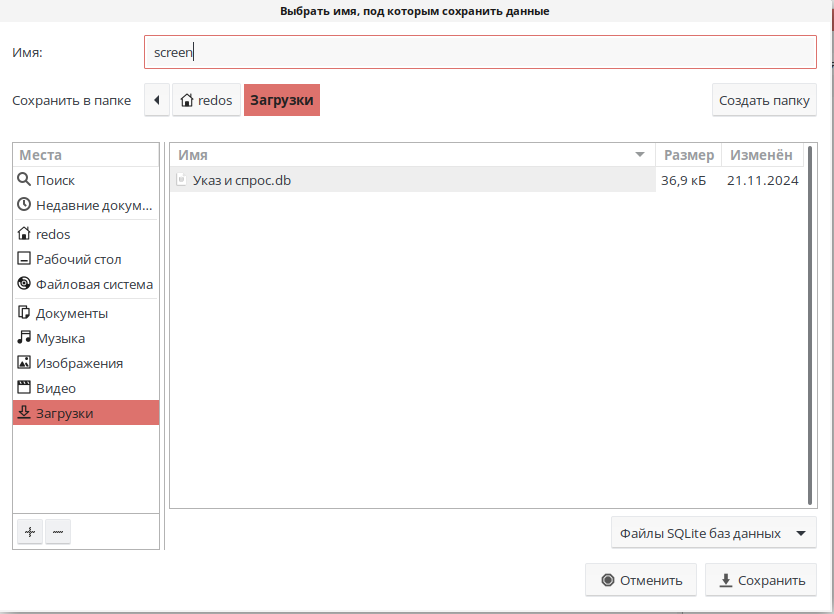 Выбрать имя, под которым сохранить данные
Имя:
screen
Сохранить в папке
redos
Загрузки
Создать папку
Места
Поиск
Недавние докум...
redos
Рабочий стол
Файловая система
Документы
Музыка
Изображения
Видео
Загрузки
Имя Размер Изменён
Указ и спрос.db 36,9 кБ 21.11.2024
Файлы SQLite баз данных
Отменить
Сохранить